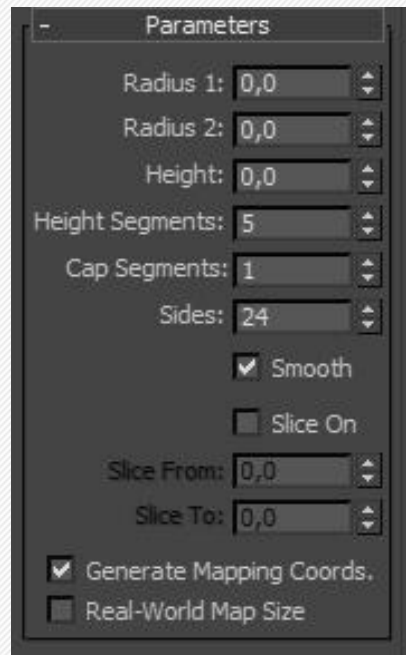 - Parameters
Radius 1: 0,0
Radius 2: 0,0
Height: 0,0
Height Segments: 5
Cap Segments: 1
Sides: 24
Smooth
Slice On
Slice From: 0,0
Slice To: 0,0
Generate Mapping Coords.
Real-World Map Size